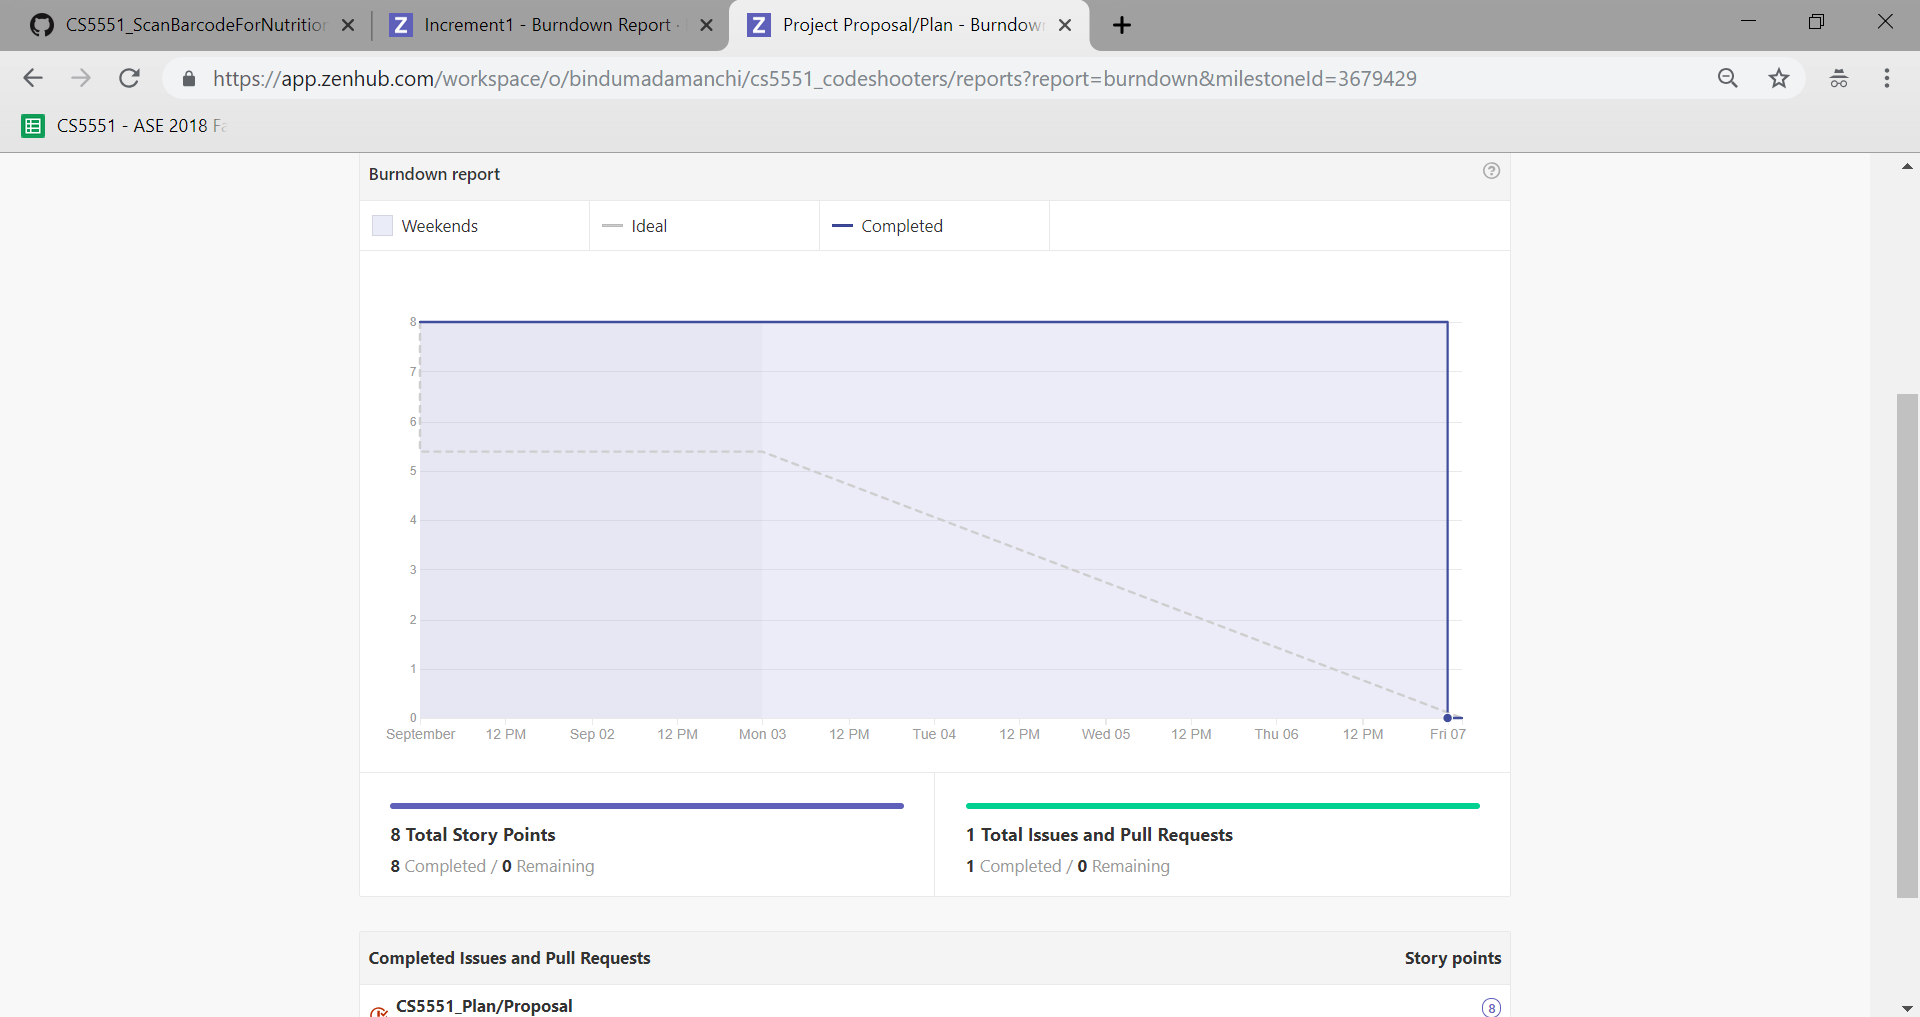 CS5551_ScanBarcodeForNutrition
Increment1 - Burndown Report ·
Project Proposal/Plan - Burndown
https://app.zenhub.com/workspace/o/bindumadamanchi/cs5551_codeshooters/reports?report=burndown&milestoneId=3679429
CS5551 - ASE 2018 Fa
Burndown report
Weekends
Ideal
Completed
8
7
6
5
4
3
2
1
0
September 12 PM Sep 02 12 PM Mon 03 12 PM Tue 04 12 PM Wed 05 12 PM Thu 06 12 PM Fri 07
8 Total Story Points
8 Completed / 0 Remaining
1 Total Issues and Pull Requests
1 Completed / 0 Remaining
Completed Issues and Pull Requests Story points
CS5551_Plan/Proposal 8